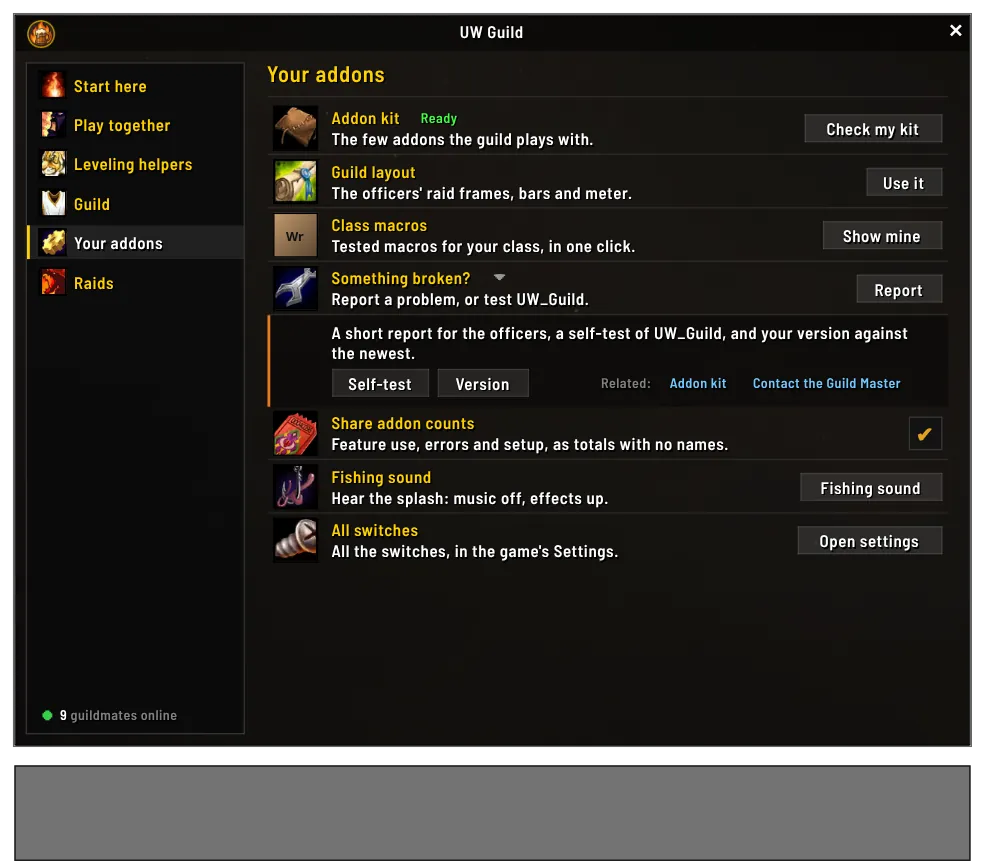 UW Guild
Start here
Play together
Leveling helpers
Guild
Your addons
Raids
9 guildmates online
Your addons
Addon kit Ready
The few addons the guild plays with.
Check my kit
Guild layout
The officers' raid frames, bars and meter.
Use it
Wr
Class macros
Tested macros for your class, in one click.
Show mine
Something broken?
Report a problem, or test UW_Guild.
Report
A short report for the officers, a self-test of UW_Guild, and your version against
the newest.
Self-test Version Related: Addon kit Contact the Guild Master
Share addon counts
Feature use, errors and setup, as totals with no names.
Fishing sound
Hear the splash: music off, effects up.
Fishing sound
All switches
All the switches, in the game's Settings.
Open settings